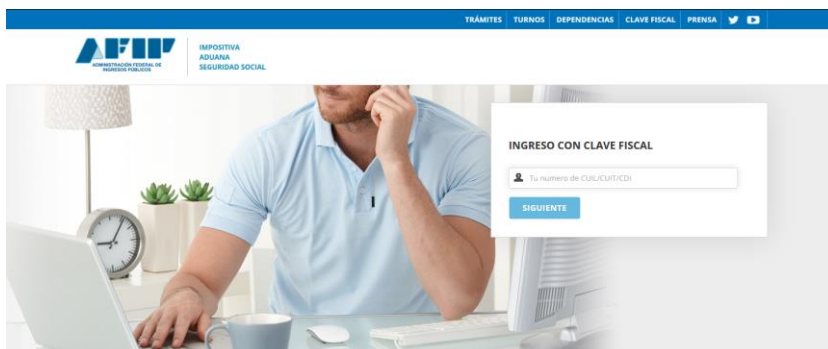 TRÁMITES TURNOS DEPENDENCIAS CLAVE FISCAL PRENSA
AFIP
ADMINISTRACIÓN FEDERAL DE
INGRESOS PÚBLICOS
IMPOSITIVA
ADUANA
SEGURIDAD SOCIAL
INGRESO CON CLAVE FISCAL
Tu numero de CUIL/CUIT/CDI
SIGUIENTE